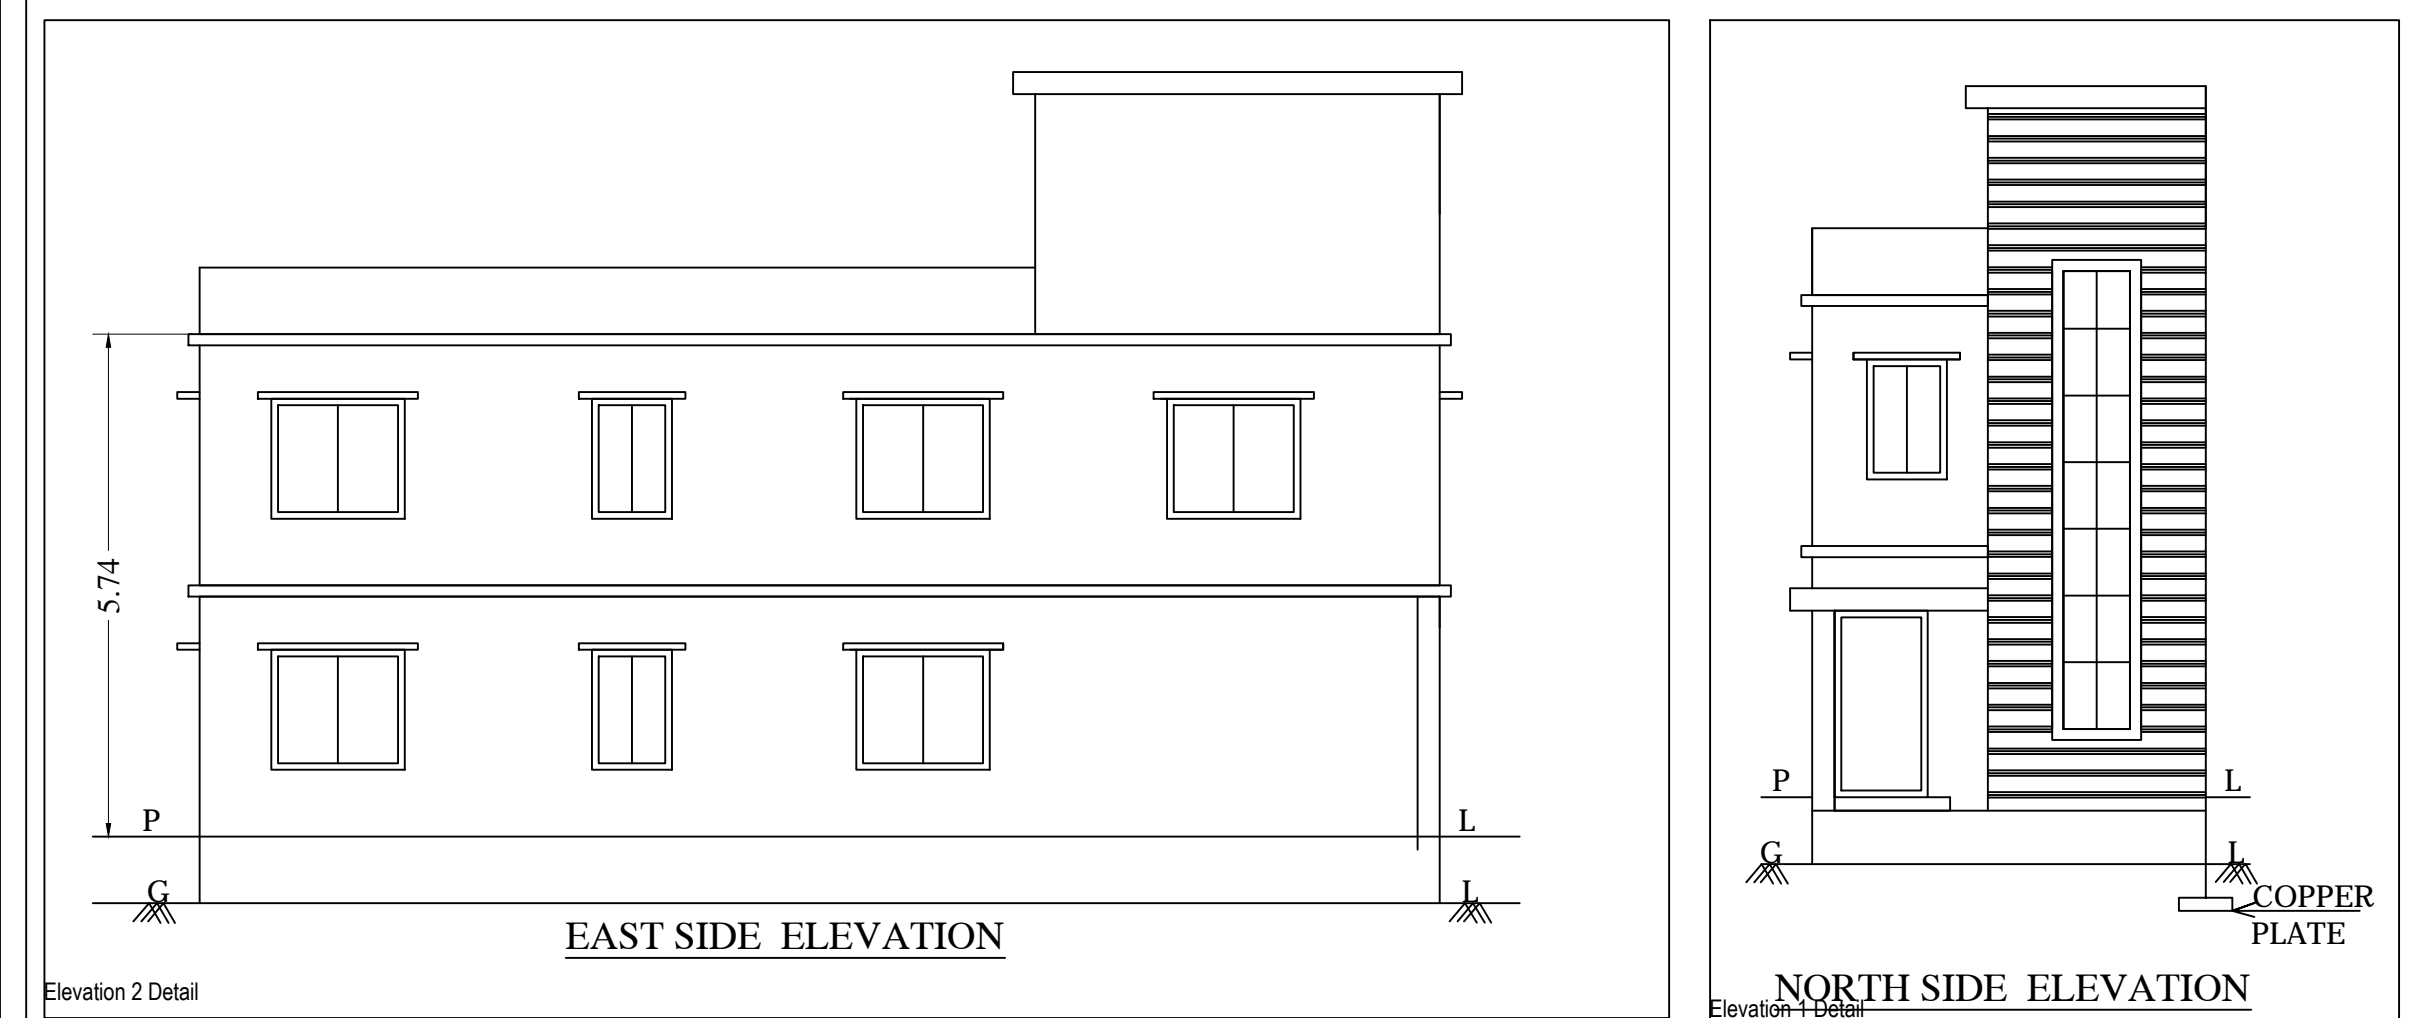 5.74
P L
G L
EAST SIDE ELEVATION
Elevation 2 Detail
P L
G L
COPPER
PLATE
NORTH SIDE ELEVATION
Elevation 1 Detail